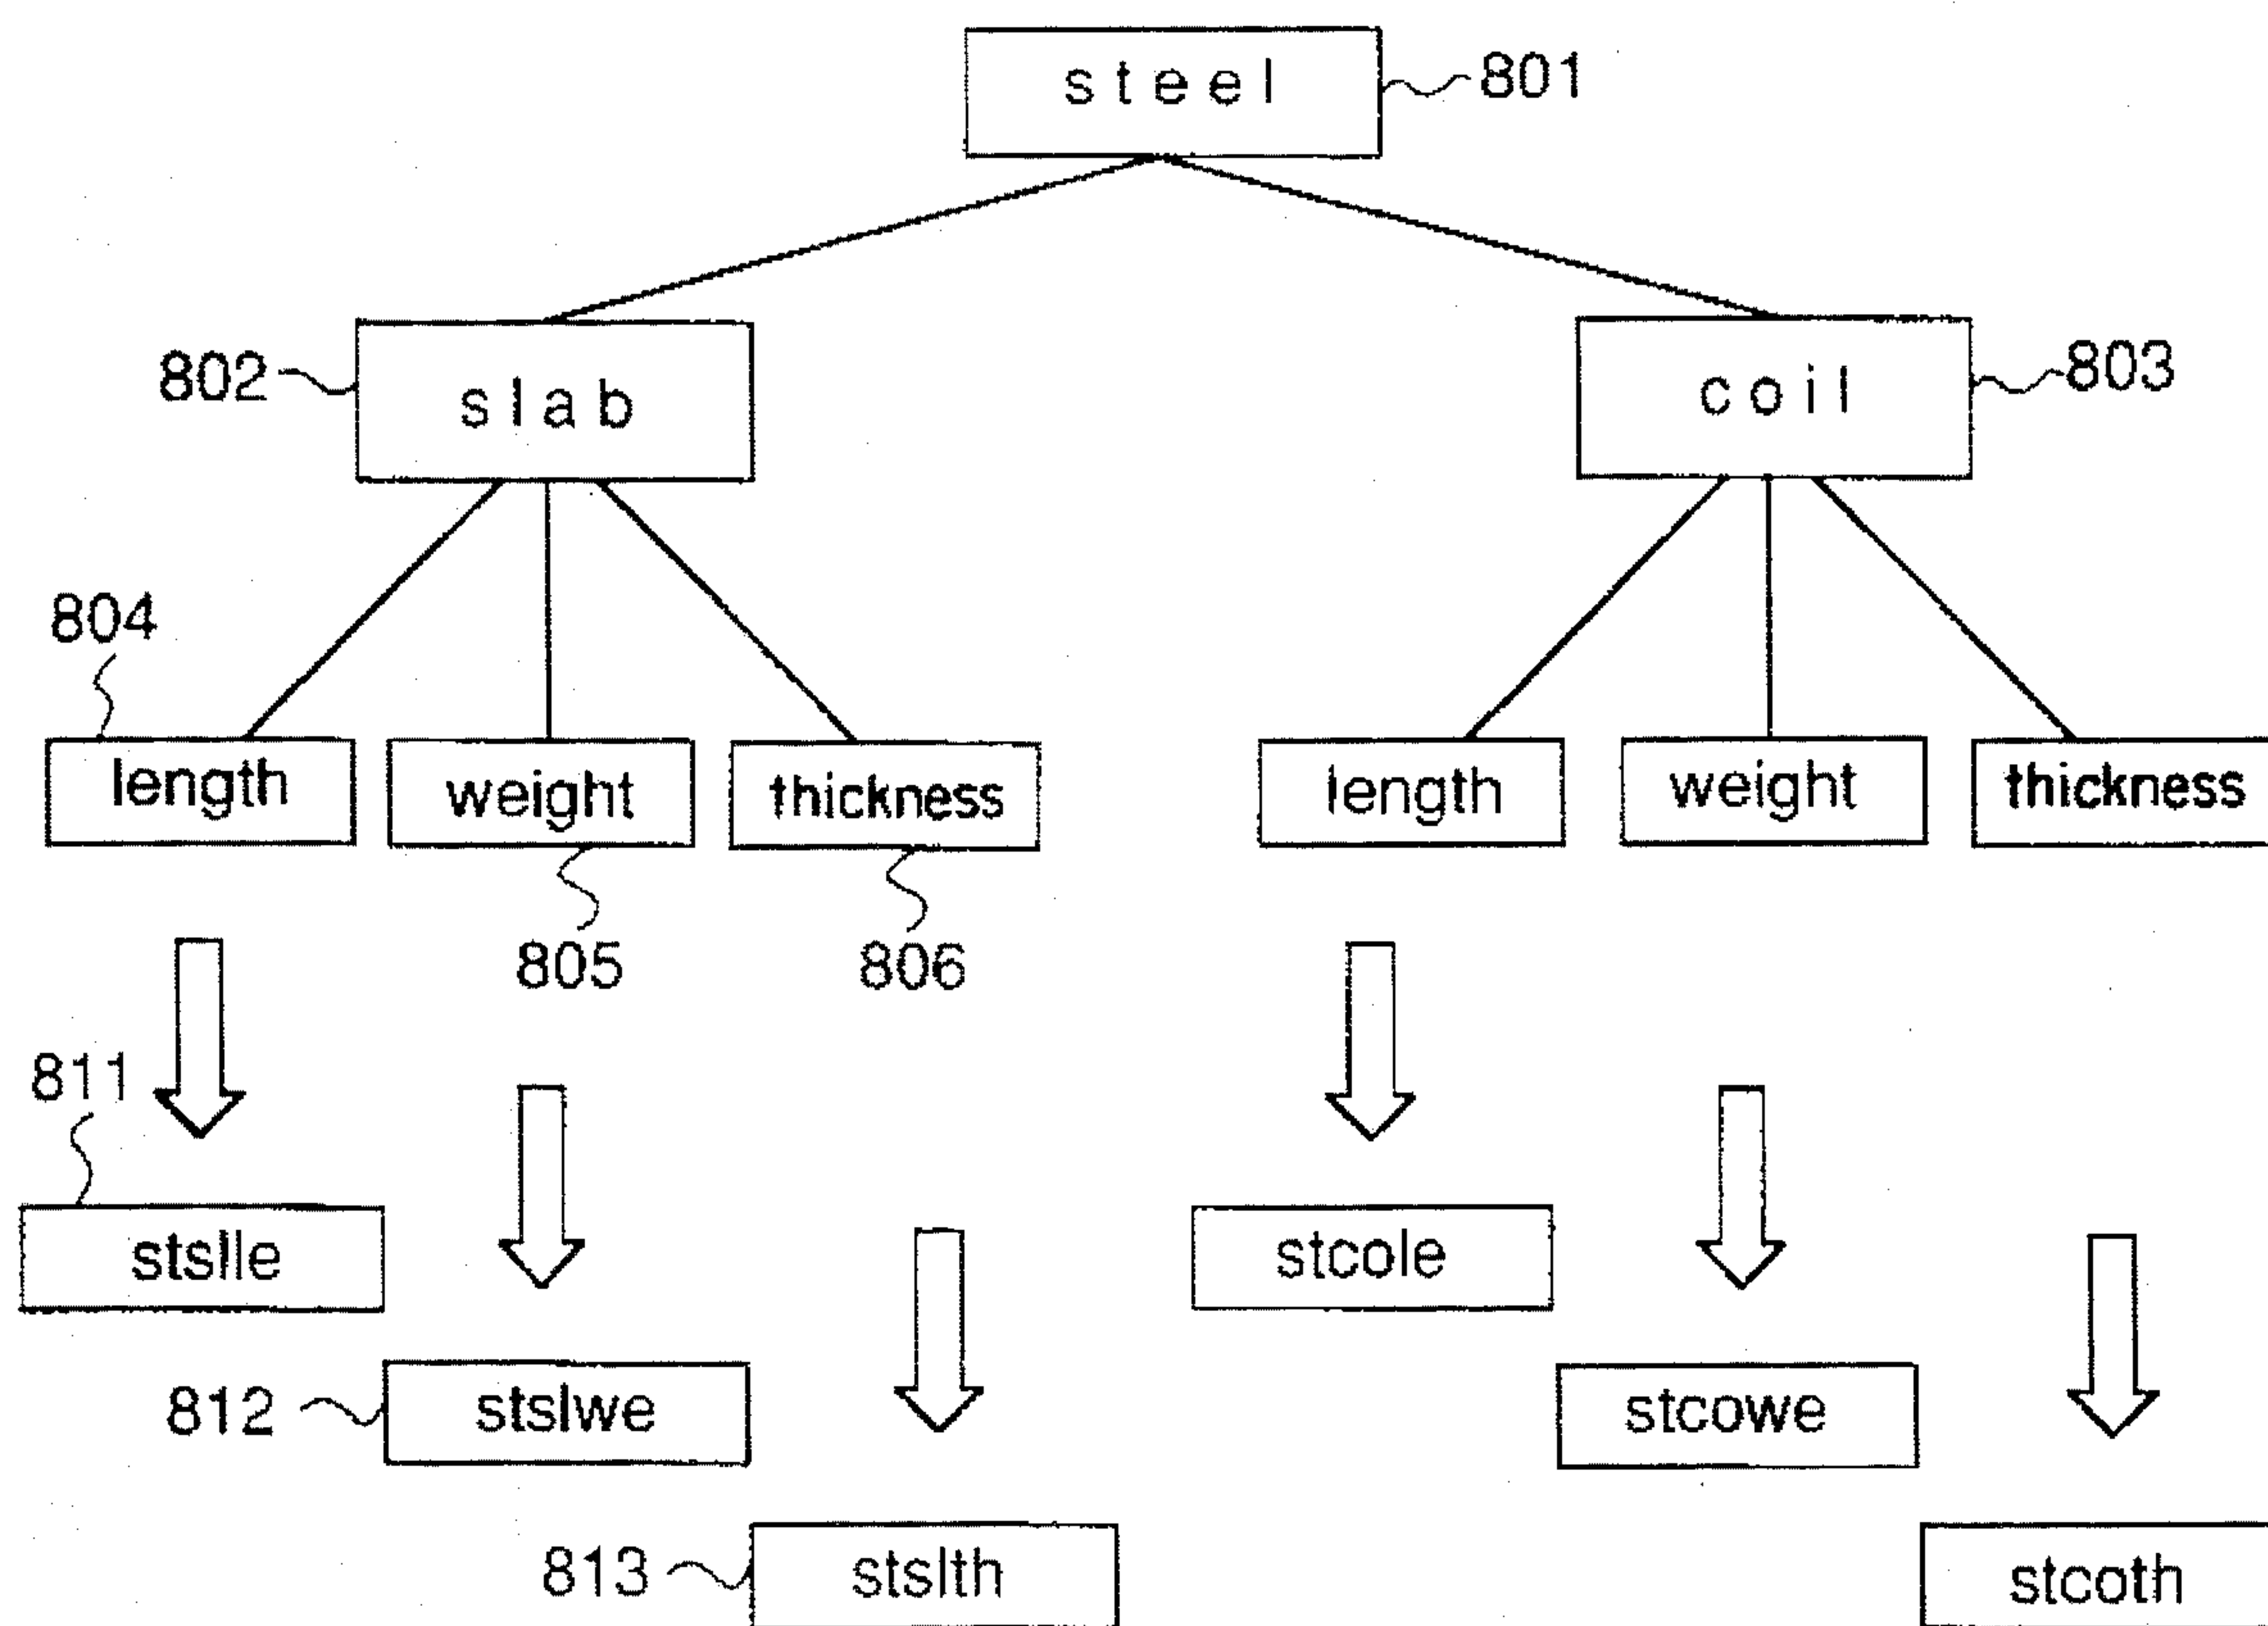 steel 801
802 slab coil 803
804
length weight thickness length weight thickness
805 806
811
stslle stcole
812 stslwe stcowe
813 stslth stcoth